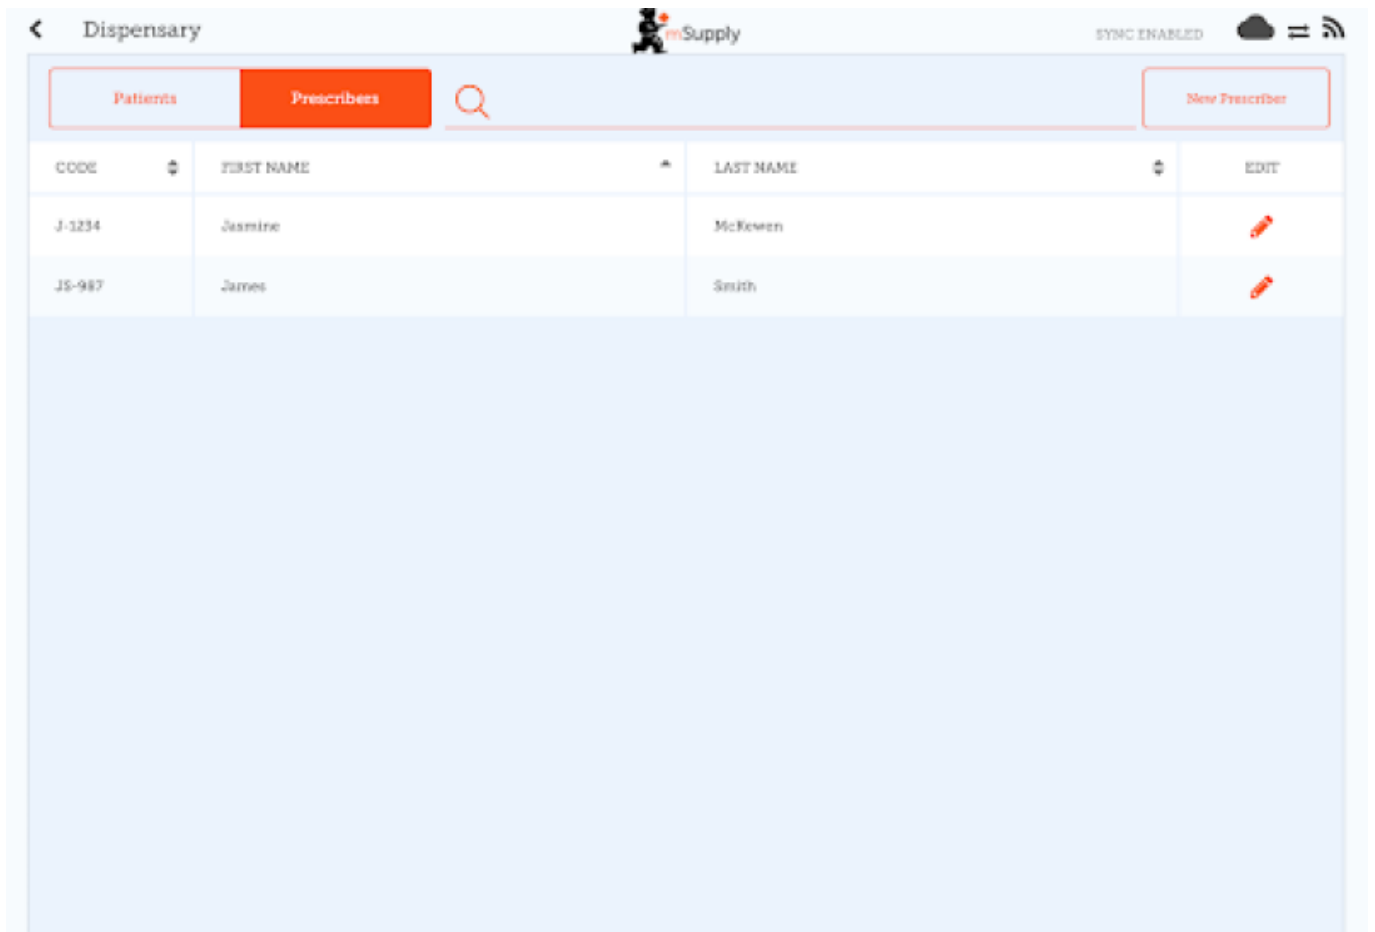 Dispensary
mSupply
SYNC ENABLED
Patients
Prescribers
New Prescriber
CODE
FIRST NAME
LAST NAME
EDIT
J-1234
Jasmine
McKewen
JS-987
James
Smith